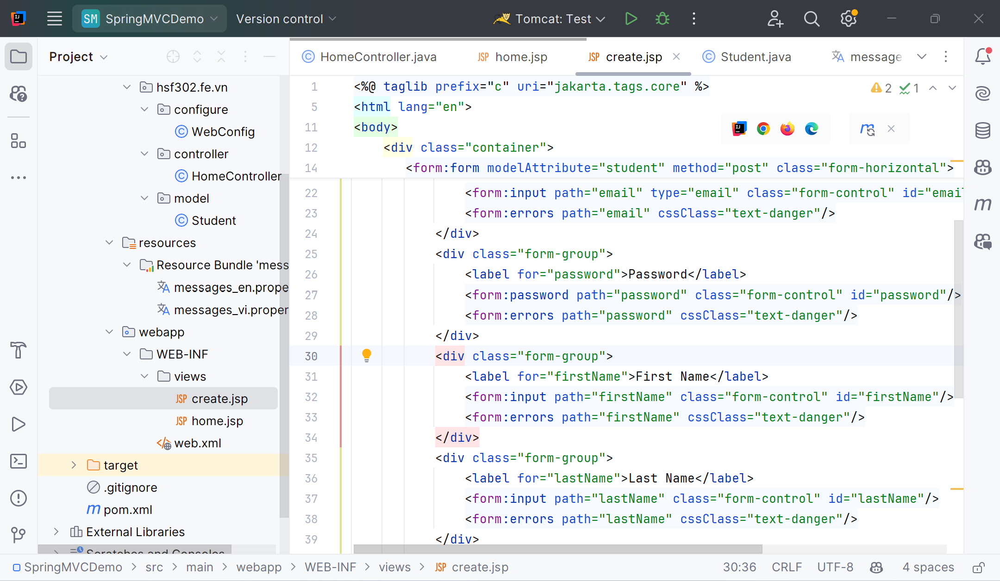 SM SpringMVCDemo Version control Tomcat: Test
Project
HomeController.java JSP home.jsp JSP create.jsp Student.java message
hsf302.fe.vn
configure
WebConfig
controller
HomeController
model
Student
resources
Resource Bundle 'mess
messages_en.prope
messages_vi.proper
webapp
WEB-INF
views
JSP create.jsp
JSP home.jsp
web.xml
target
.gitignore
pom.xml
External Libraries
Scratches and Consoles
2 1
1 <%@ taglib prefix="c" uri="jakarta.tags.core" %>
5 <html lang="en">
11 <body>
12 <div class="container">
14 <form:form modelAttribute="student" method="post" class="form-horizontal">
22 <form:input path="email" type="email" class="form-control" id="email
23 <form:errors path="email" cssClass="text-danger"/>
24 </div>
25 <div class="form-group">
26 <label for="password">Password</label>
27 <form:password path="password" class="form-control" id="password"/>
28 <form:errors path="password" cssClass="text-danger"/>
29 </div>
30 <div class="form-group">
31 <label for="firstName">First Name</label>
32 <form:input path="firstName" class="form-control" id="firstName"/>
33 <form:errors path="firstName" cssClass="text-danger"/>
34 </div>
35 <div class="form-group">
36 <label for="lastName">Last Name</label>
37 <form:input path="lastName" class="form-control" id="lastName"/>
38 <form:errors path="lastName" cssClass="text-danger"/>
39 </div>
SpringMVCDemo > src > main > webapp > WEB-INF > views > JSP create.jsp 30:36 CRLF UTF-8 4 spaces